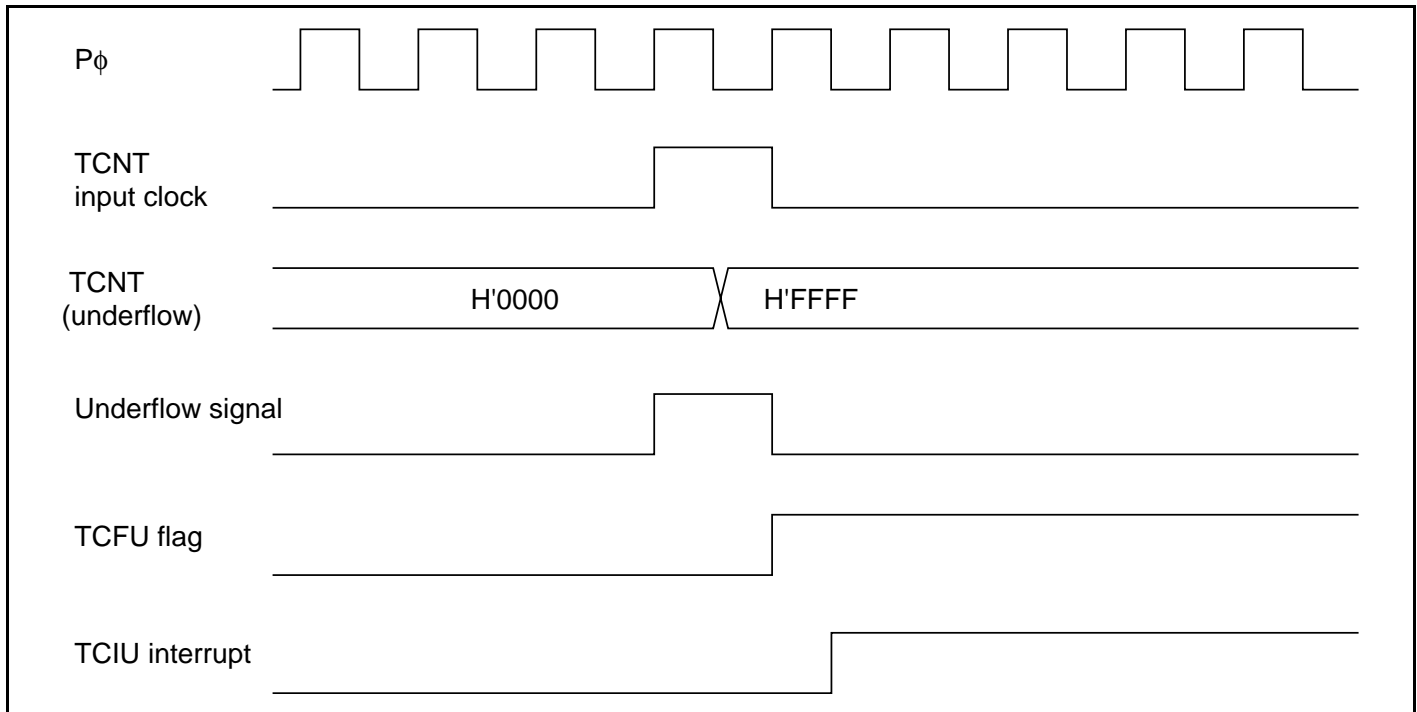 Pϕ
TCNT
input clock
TCNT
(underflow)
H'0000
H'FFFF
Underflow signal
TCFU flag
TCIU interrupt